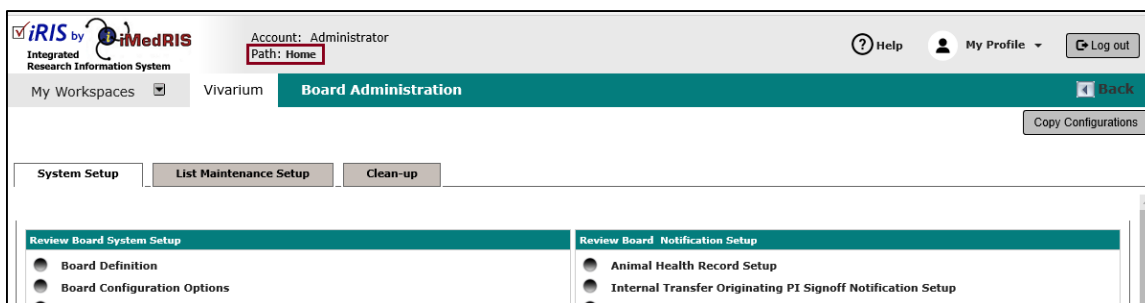 iRIS by iMedRIS
Integrated
Research Information System
Account: Administrator
Path: Home
Help
My Profile
Log out
My Workspaces
Vivarium
Board Administration
Back
Copy Configurations
System Setup
List Maintenance Setup
Clean-up
Review Board System Setup
Board Definition
Board Configuration Options
Review Board Notification Setup
Animal Health Record Setup
Internal Transfer Originating PI Signoff Notification Setup